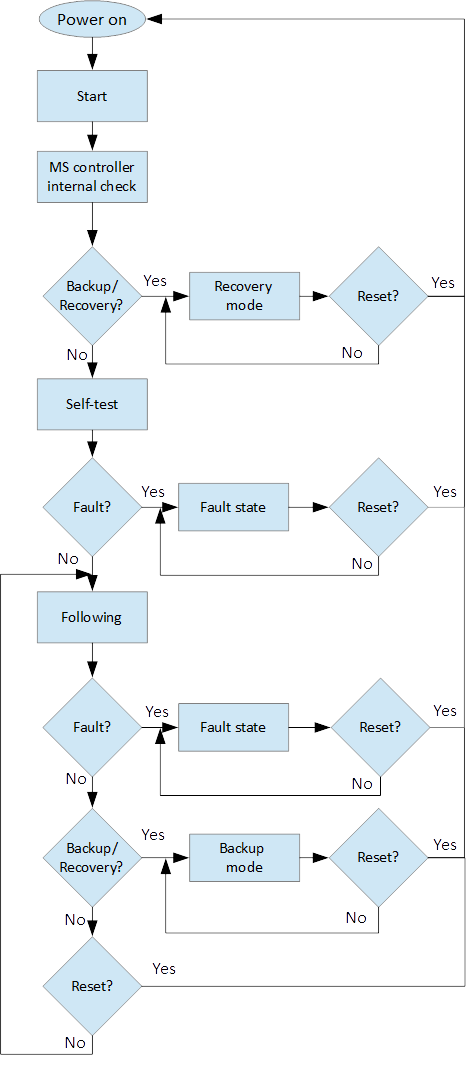 Power on
Start
MS controller
internal check
Backup/
Recovery?
Yes
Recovery
mode
Reset?
Yes
No
No
Self-test
Fault?
Yes
Fault state
Reset?
Yes
No
No
Following
Fault?
Yes
Fault state
Reset?
Yes
No
No
Backup/
Recovery?
Yes
Backup
mode
Reset?
Yes
No
No
Reset?
Yes
No